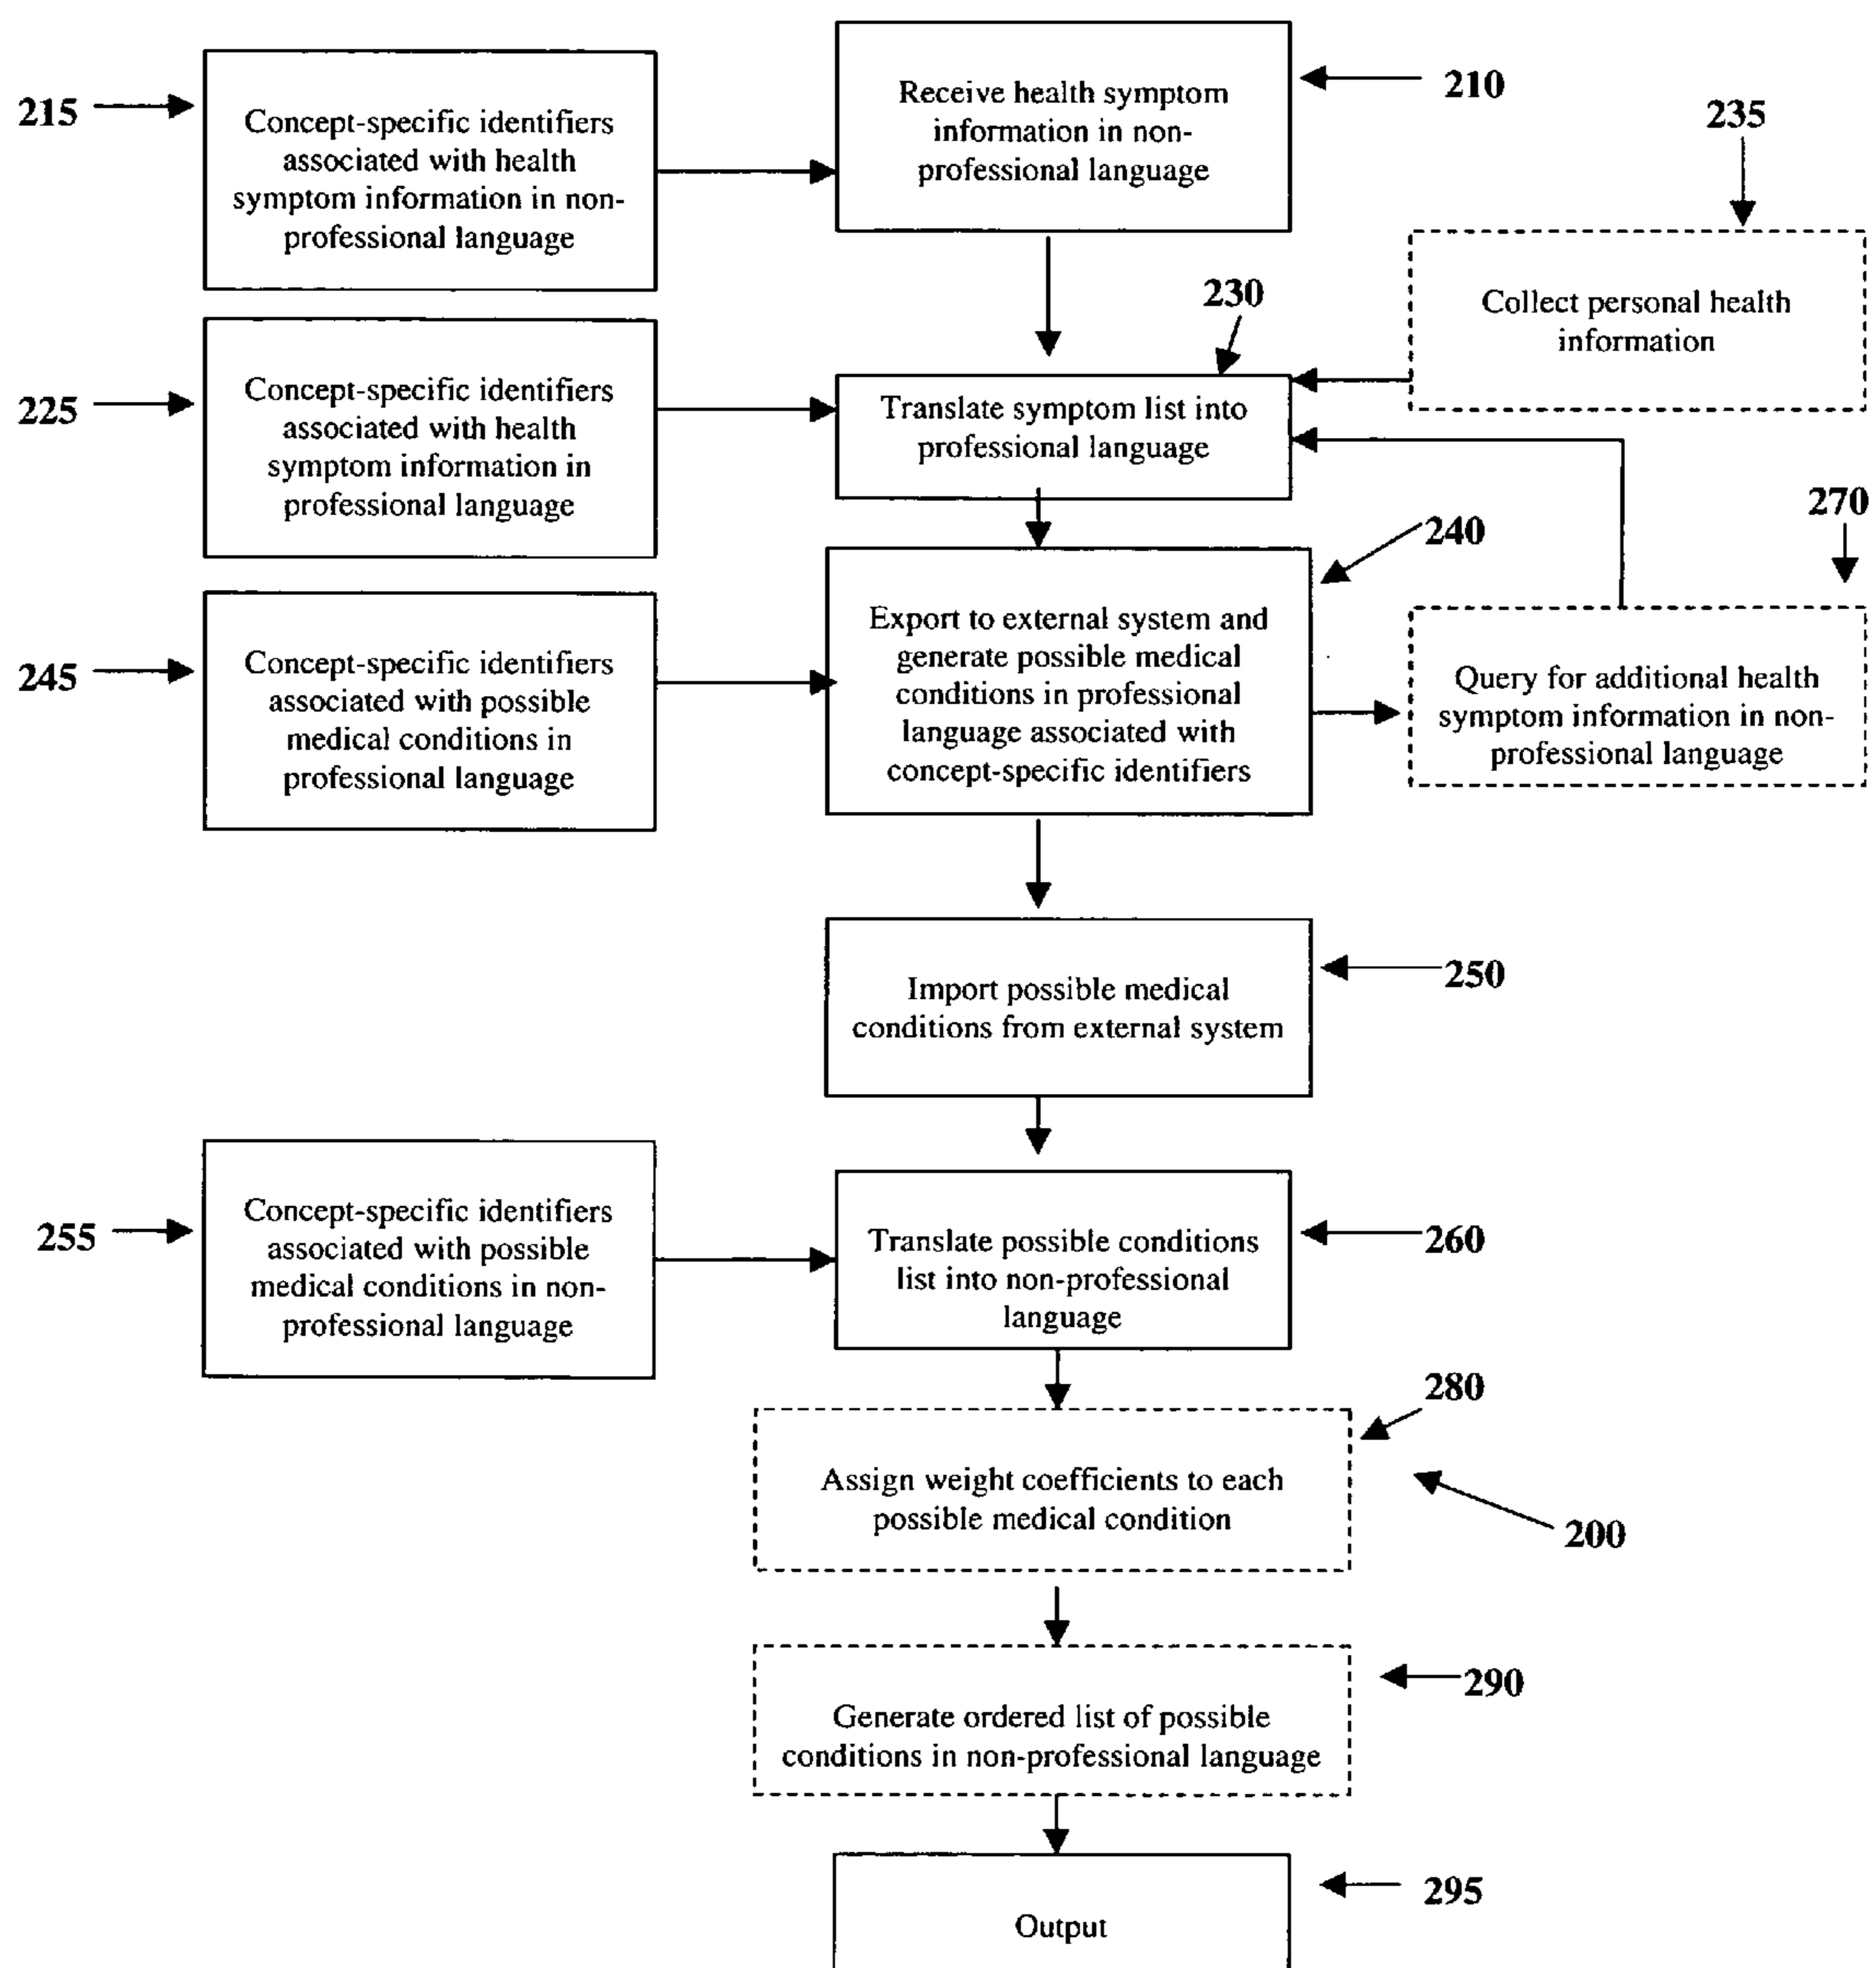 215
Concept-specific identifiers
associated with health
symptom information in non-
professional language
Receive health symptom
information in non-
professional language
210
235
Collect personal health
information
225
Concept-specific identifiers
associated with health
symptom information in
professional language
230
Translate symptom list into
professional language
240
270
245
Concept-specific identifiers
associated with possible
medical conditions in
professional language
Export to external system and
generate possible medical
conditions in professional
language associated with
concept-specific identifiers
Query for additional health
symptom information in non-
professional language
Import possible medical
conditions from external system
250
255
Concept-specific identifiers
associated with possible
medical conditions in non-
professional language
Translate possible conditions
list into non-professional
language
260
280
Assign weight coefficients to each
possible medical condition
200
290
Generate ordered list of possible
conditions in non-professional language
295
Output